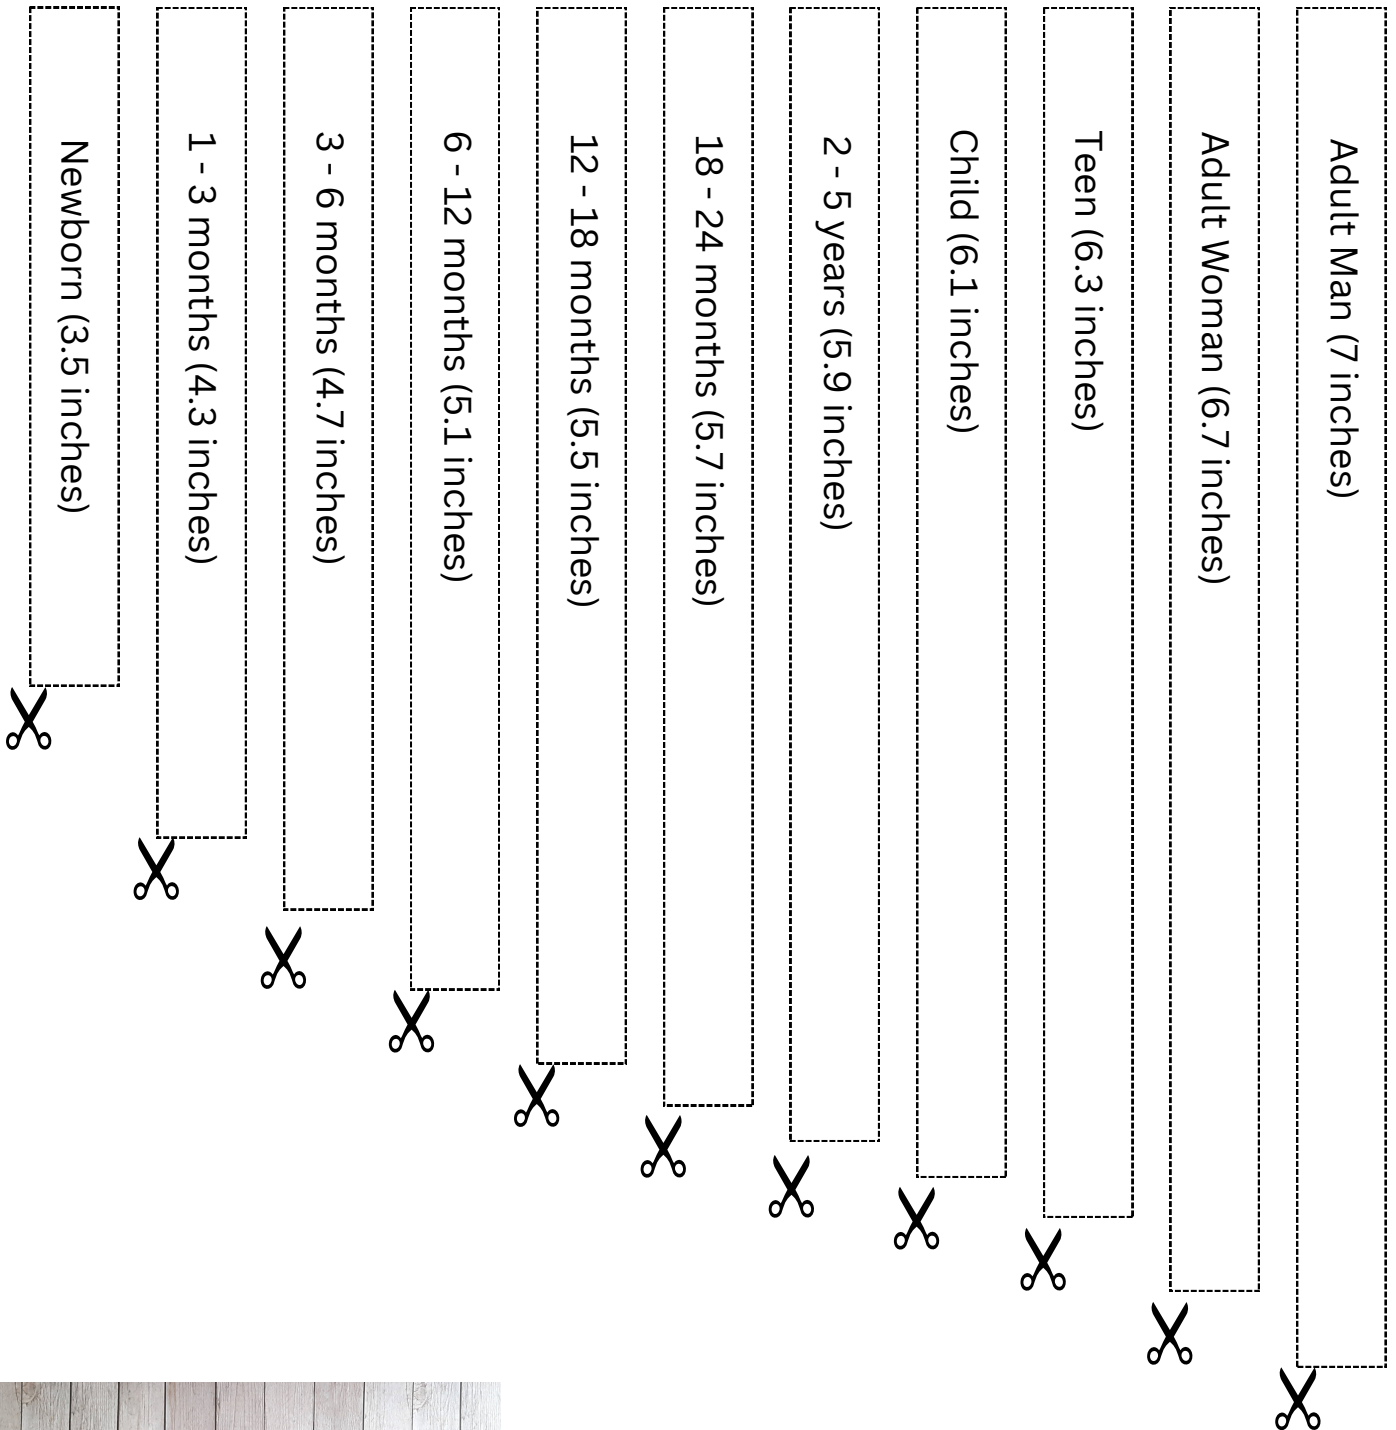 Newborn (3.5 inches)
1 - 3 months (4.3 inches)
3 - 6 months (4.7 inches)
6 - 12 months (5.1 inches)
12 - 18 months (5.5 inches)
18 - 24 months (5.7 inches)
2 - 5 years (5.9 inches)
Child (6.1 inches)
Teen (6.3 inches)
Adult Woman (6.7 inches)
Adult Man (7 inches)